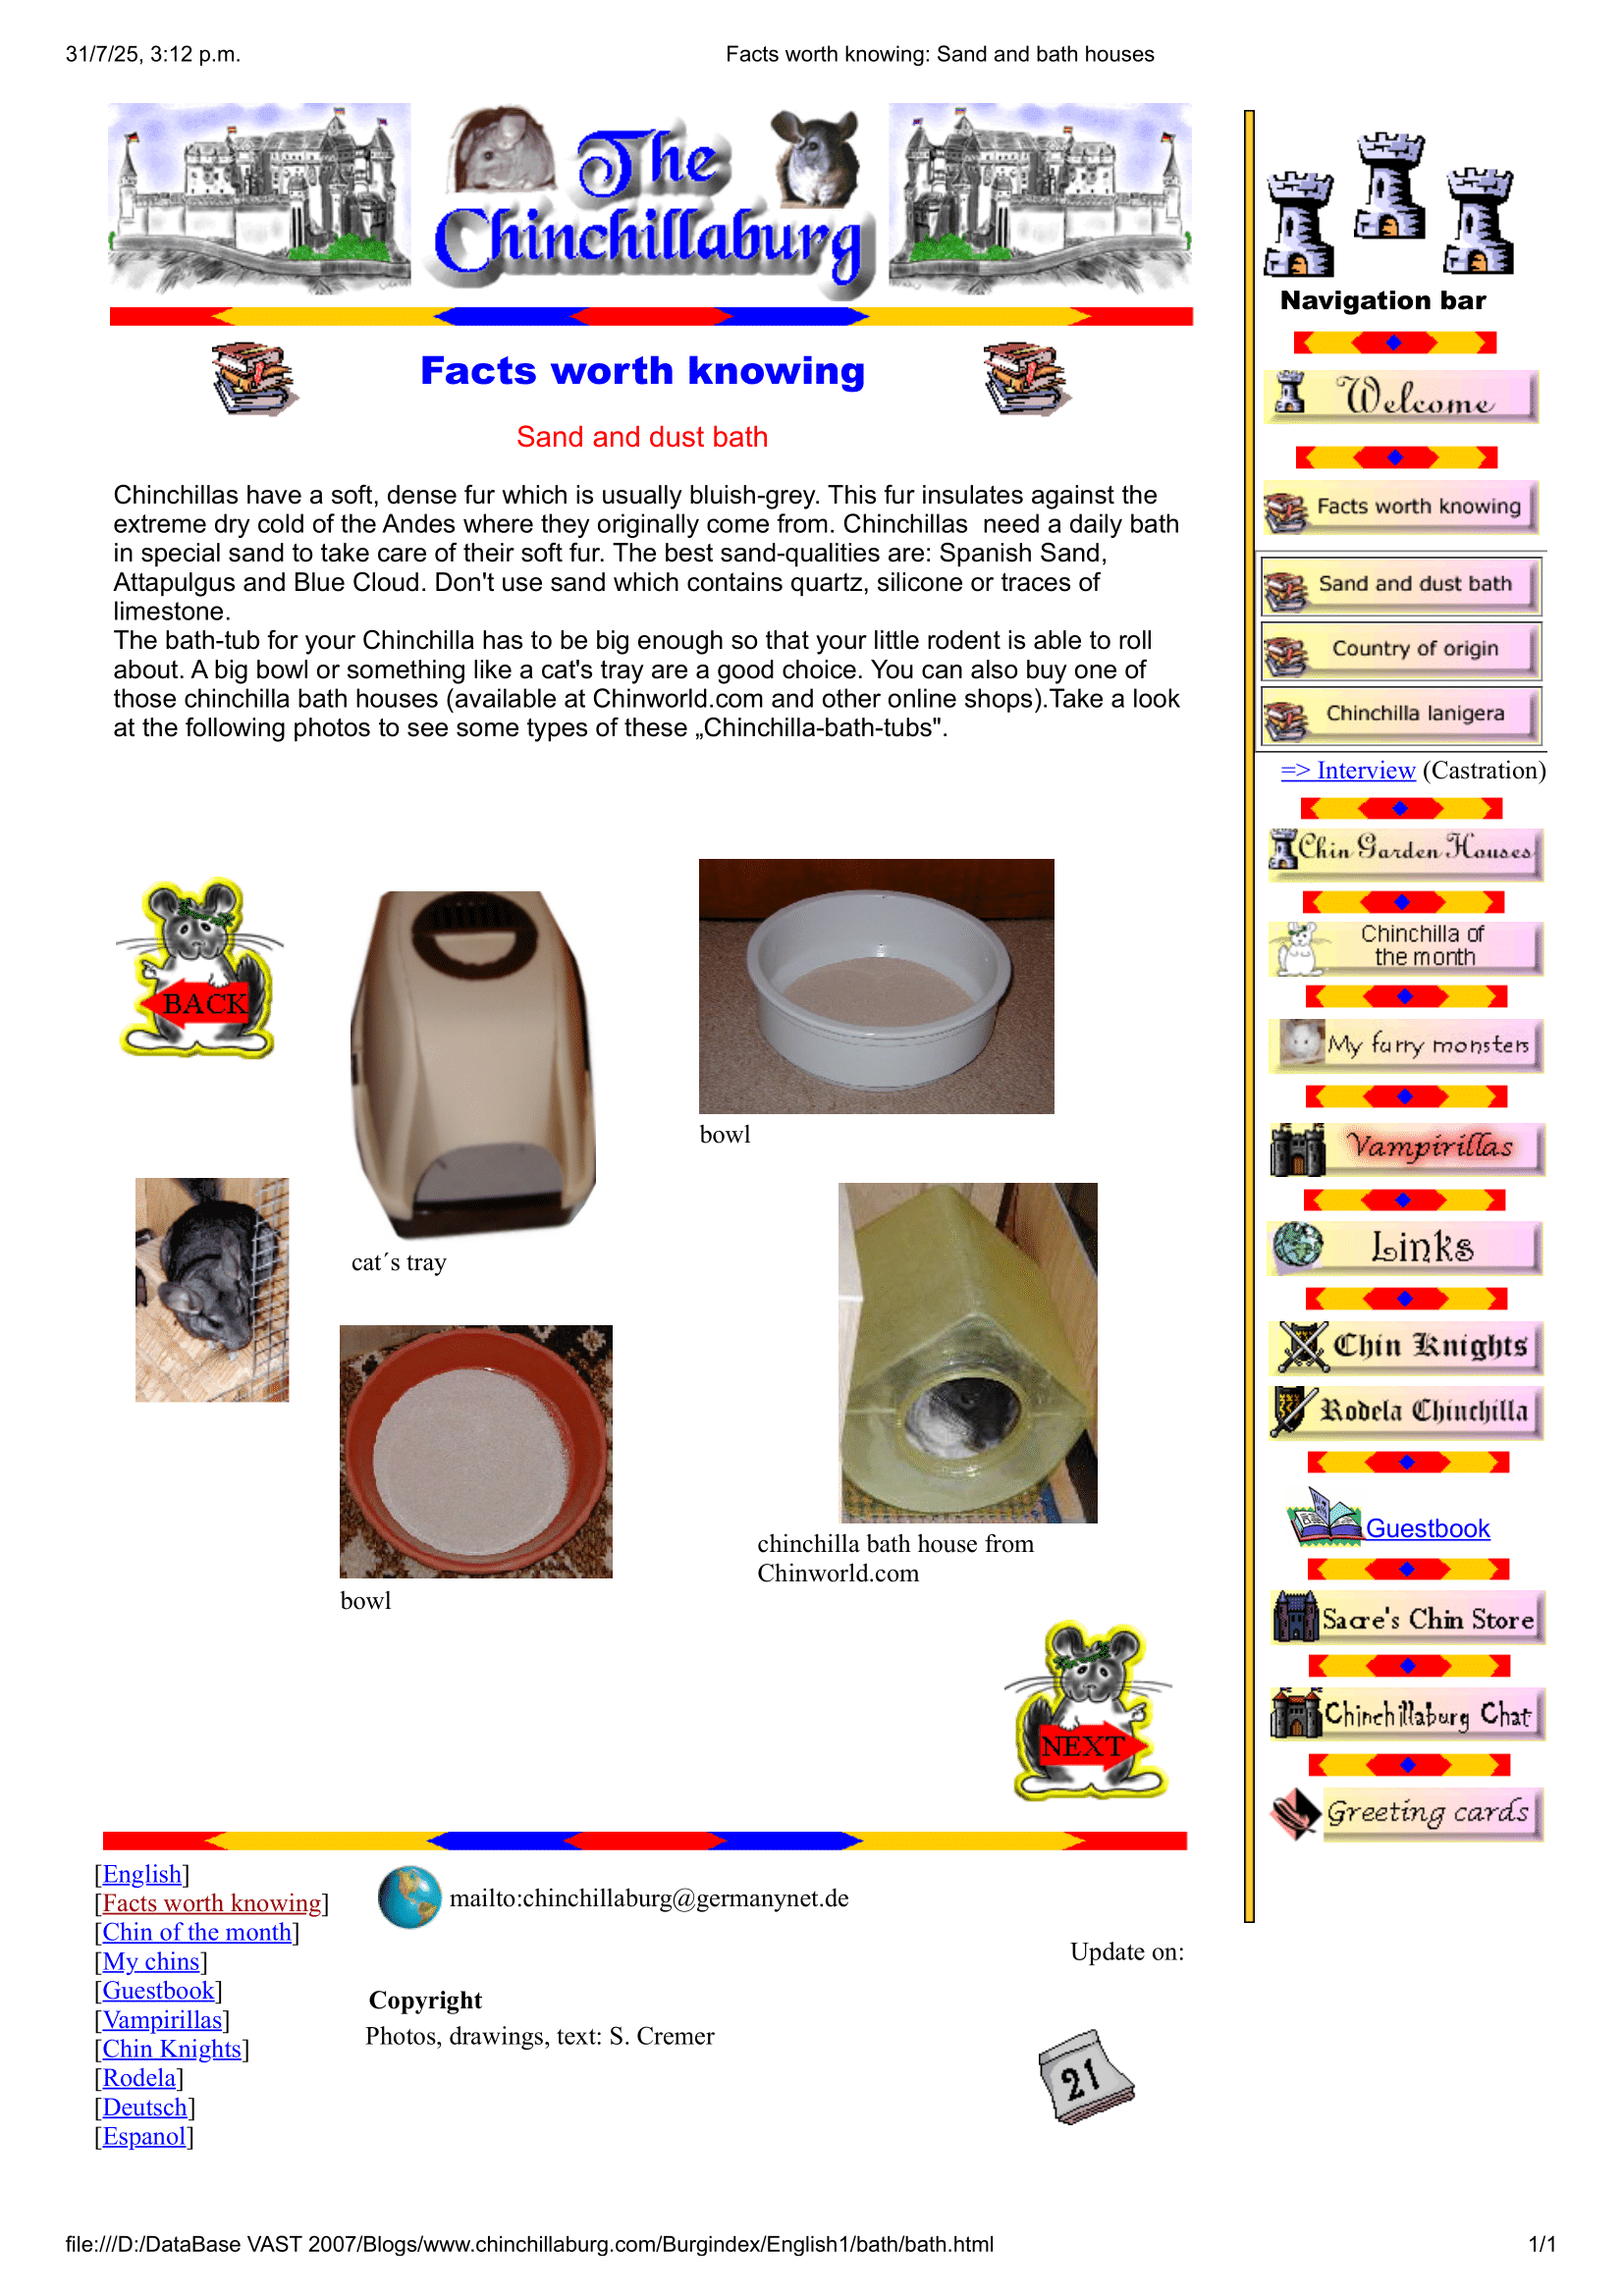 31/7/25, 3:12 p.m.
Facts worth knowing: Sand and bath houses
The
Chinchillaburg
Facts worth knowing
Sand and dust bath
Chinchillas have a soft, dense fur which is usually bluish-grey. This fur insulates against the
extreme dry cold of the Andes where they originally come from. Chinchillas  need a daily bath
in special sand to take care of their soft fur. The best sand-qualities are: Spanish Sand,
Attapulgus and Blue Cloud. Don't use sand which contains quartz, silicone or traces of
limestone.
The bath-tub for your Chinchilla has to be big enough so that your little rodent is able to roll
about. A big bowl or something like a cat's tray are a good choice. You can also buy one of
those chinchilla bath houses (available at Chinworld.com and other online shops).Take a look
at the following photos to see some types of these „Chinchilla-bath-tubs".
BACK
cat´s tray
bowl
bowl
chinchilla bath house from
Chinworld.com
NEXT
Navigation bar
Welcome
Facts worth knowing
Sand and dust bath
Country of origin
Chinchilla lanigera
=> Interview (Castration)
Chin Garden Houses
Chinchilla of
the month
My furry monsters
Vampirillas
Links
Chin Knights
Rodela Chinchilla
Guestbook
Sacre's Chin Store
Chinchillaburg Chat
Greeting cards
[English]
[Facts worth knowing]
[Chin of the month]
[My chins]
[Guestbook]
[Vampirillas]
[Chin Knights]
[Rodela]
[Deutsch]
[Espanol]
mailto:chinchillaburg@germanynet.de
Update on:
Copyright
Photos, drawings, text: S. Cremer
21
file:///D:/DataBase VAST 2007/Blogs/www.chinchillaburg.com/Burgindex/English1/bath/bath.html
1/1